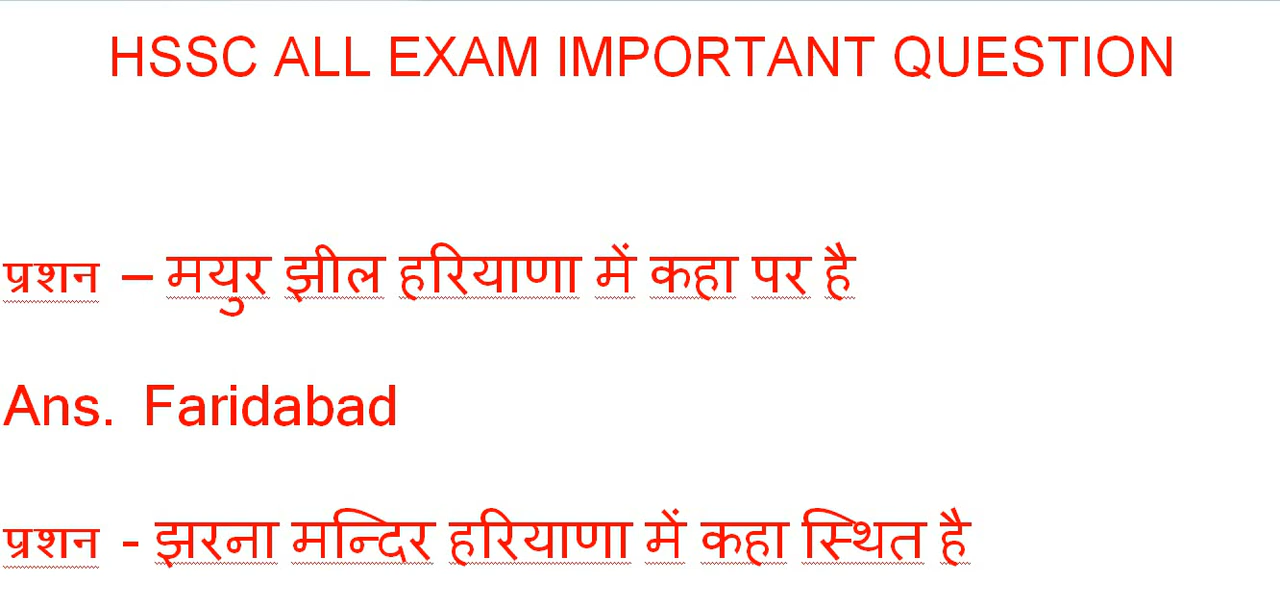 HSSC ALL EXAM IMPORTANT QUESTION
प्रशन – मयुर झील हरियाणा में कहा पर है
Ans. Faridabad
प्रशन - झरना मन्दिर हरियाणा में कहा स्थित है